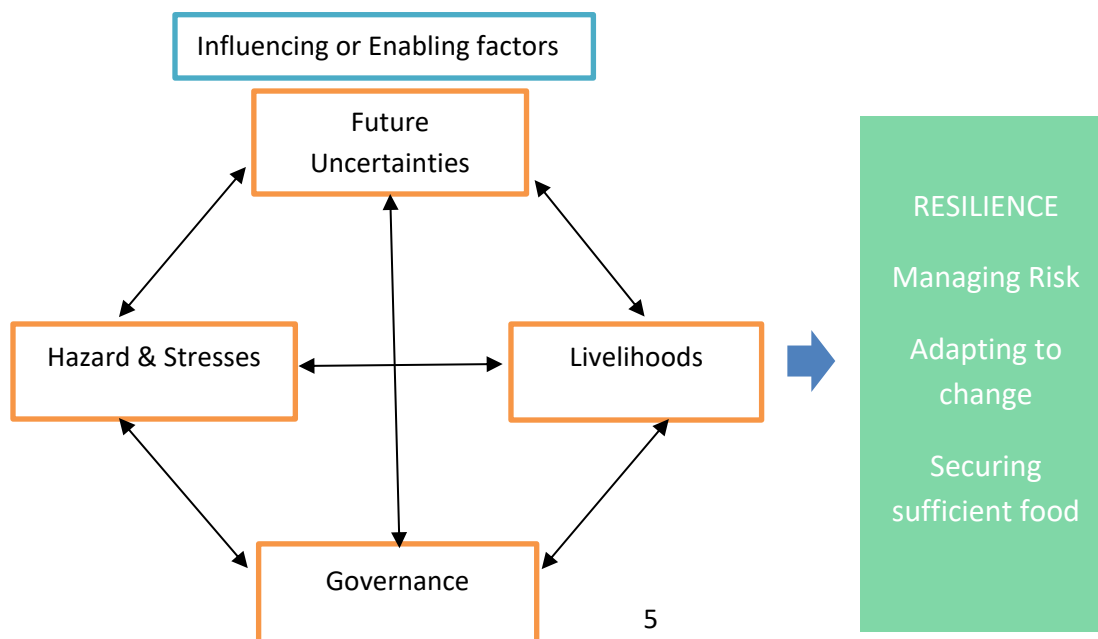 Influencing or Enabling factors
Future
Uncertainties
Hazard & Stresses
Livelihoods
Governance
5
RESILIENCE
Managing Risk
Adapting to
change
Securing
sufficient food